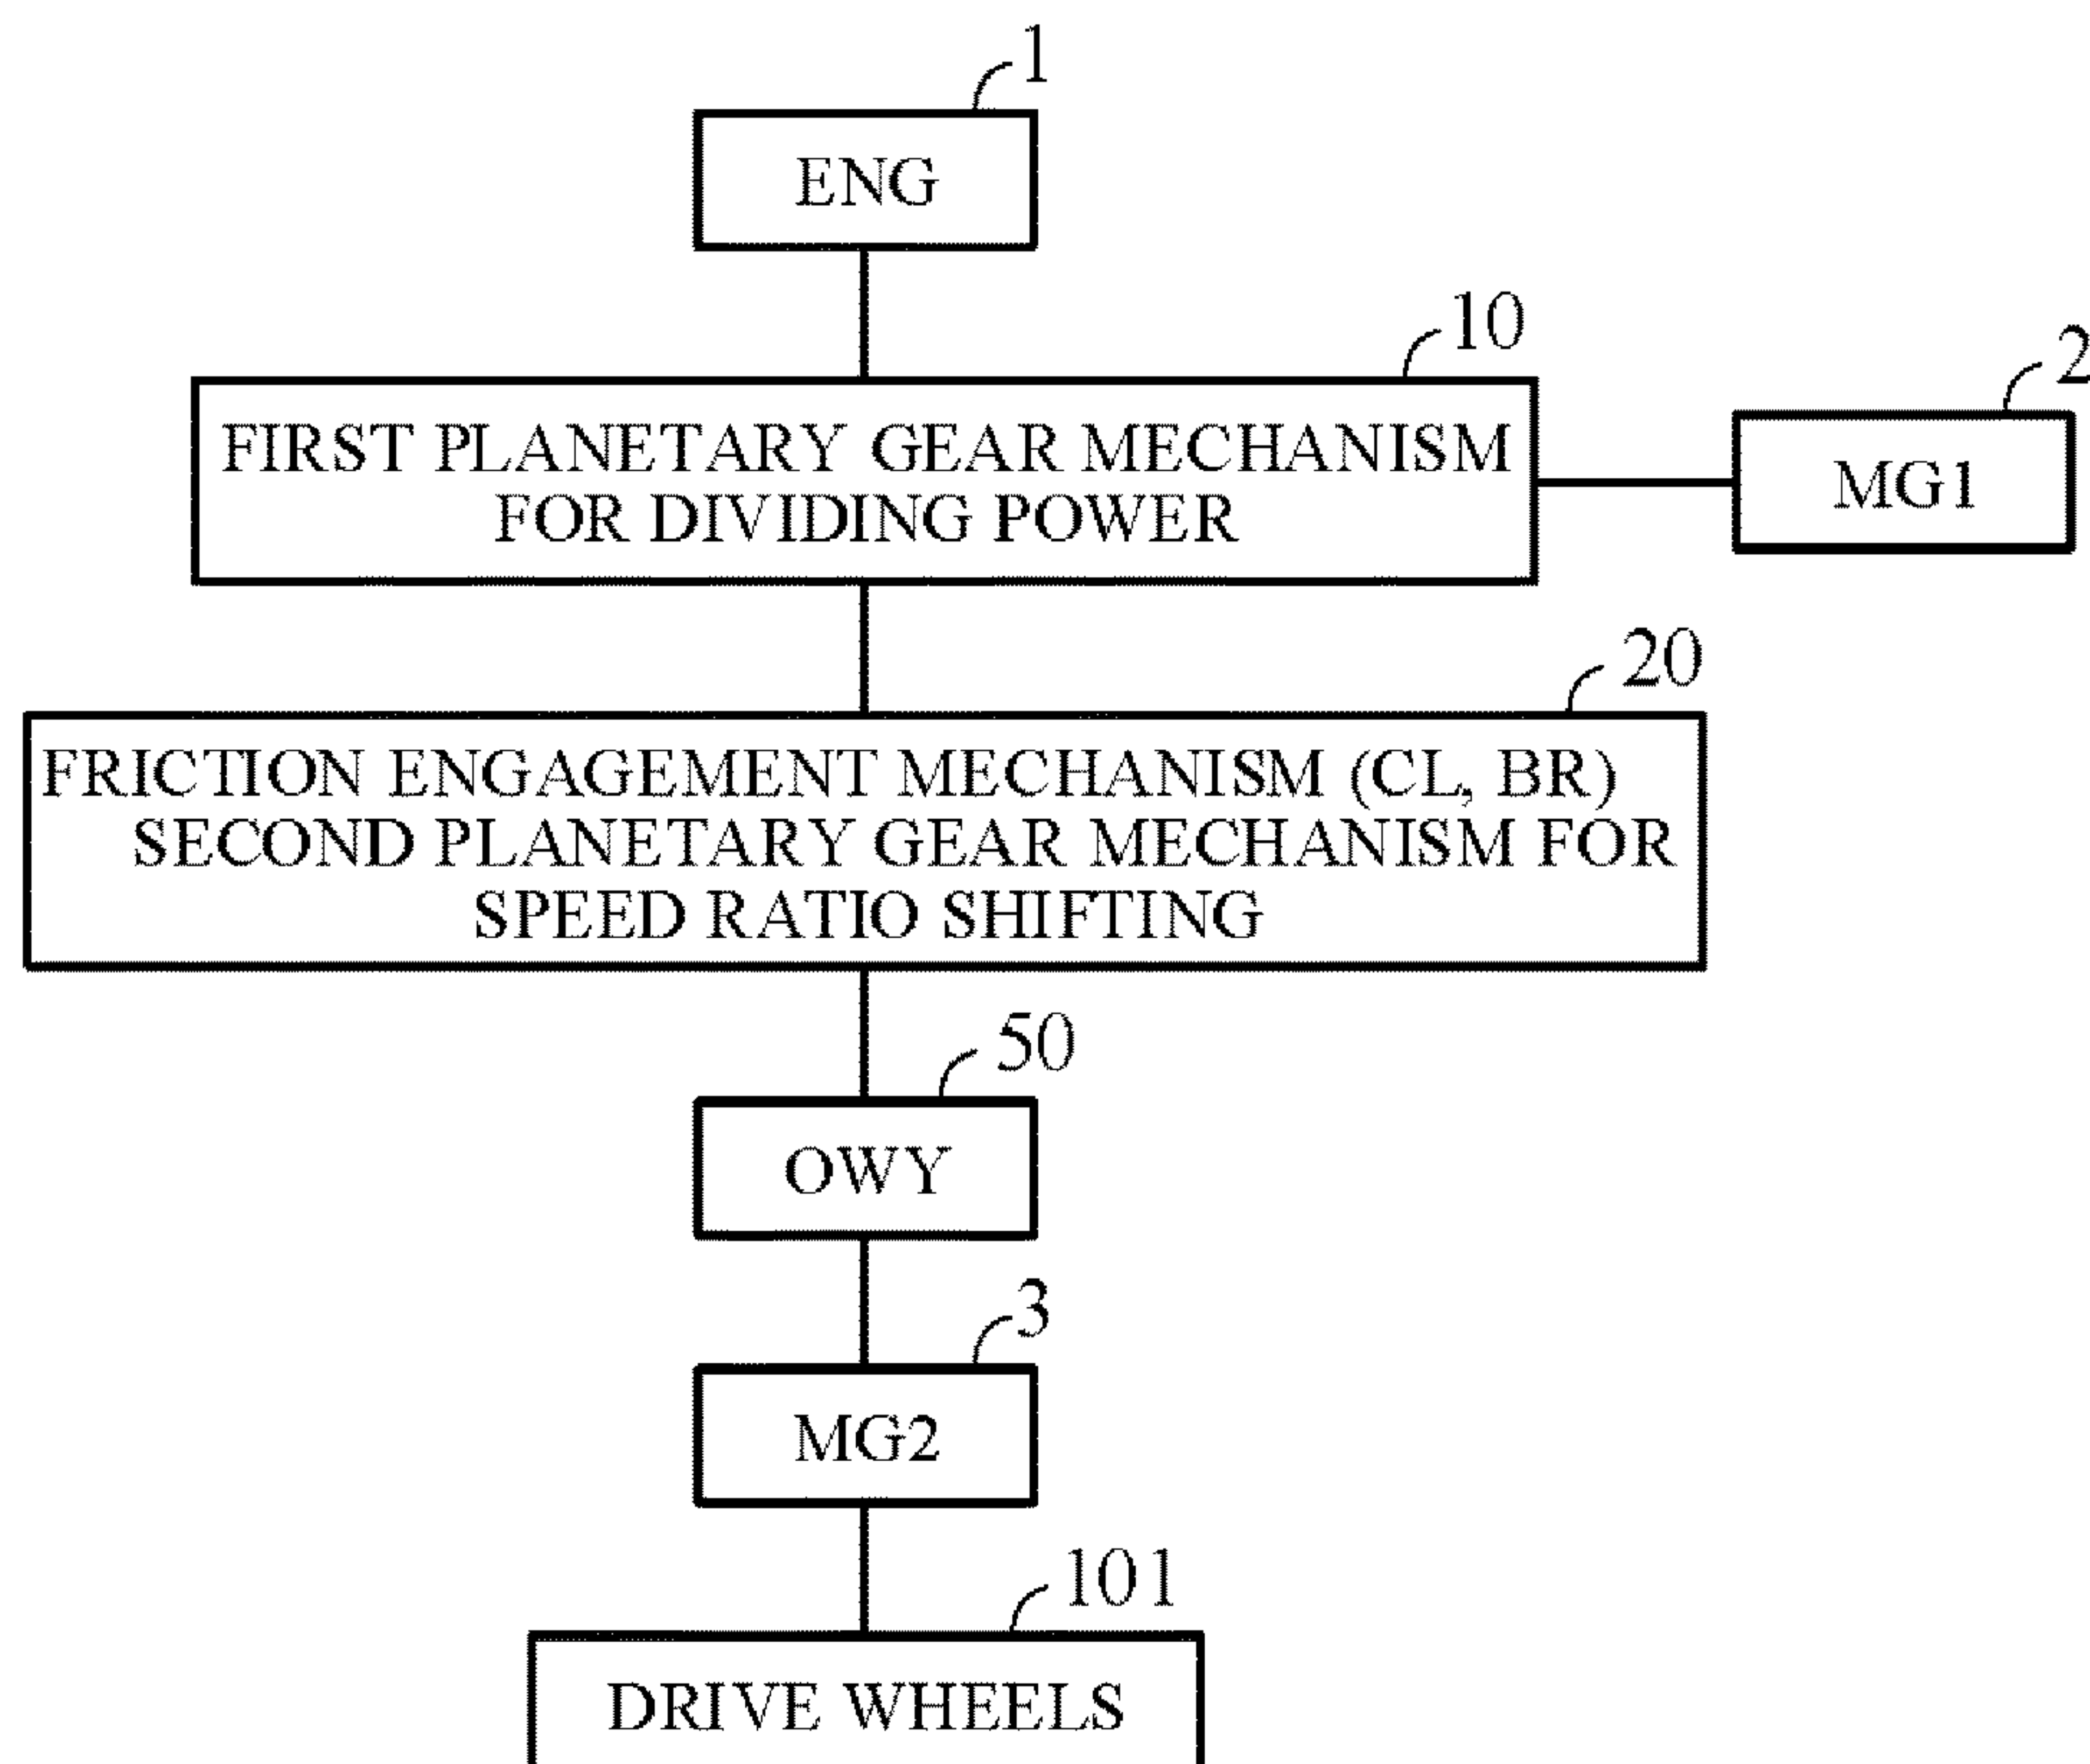 1
ENG
10
2
FIRST PLANETARY GEAR MECHANISM
FOR DIVIDING POWER
MG1
20
FRICTION ENGAGEMENT MECHANISM (CL, BR)
SECOND PLANETARY GEAR MECHANISM FOR
SPEED RATIO SHIFTING
50
OWY
3
MG2
101
DRIVE WHEELS